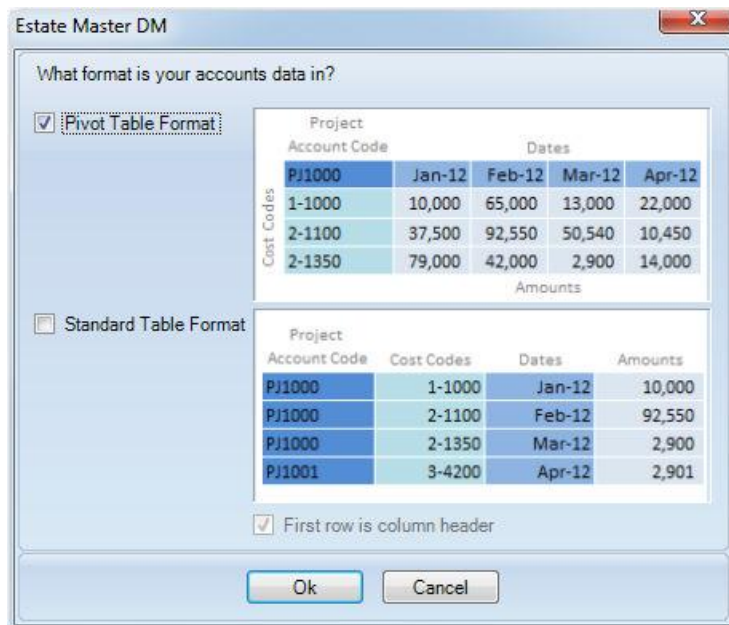 Estate Master DM
What format is your accounts data in?
Pivot Table Format
Project
Account Code Dates
PJ1000 Jan-12 Feb-12 Mar-12 Apr-12
Cost Codes
1-1000 10,000 65,000 13,000 22,000
2-1100 37,500 92,550 50,540 10,450
2-1350 79,000 42,000 2,900 14,000
Amounts
Standard Table Format
Project
Account Code Cost Codes Dates Amounts
PJ1000 1-1000 Jan-12 10,000
PJ1000 2-1100 Feb-12 92,550
PJ1000 2-1350 Mar-12 2,900
PJ1001 3-4200 Apr-12 2,901
First row is column header
Ok Cancel